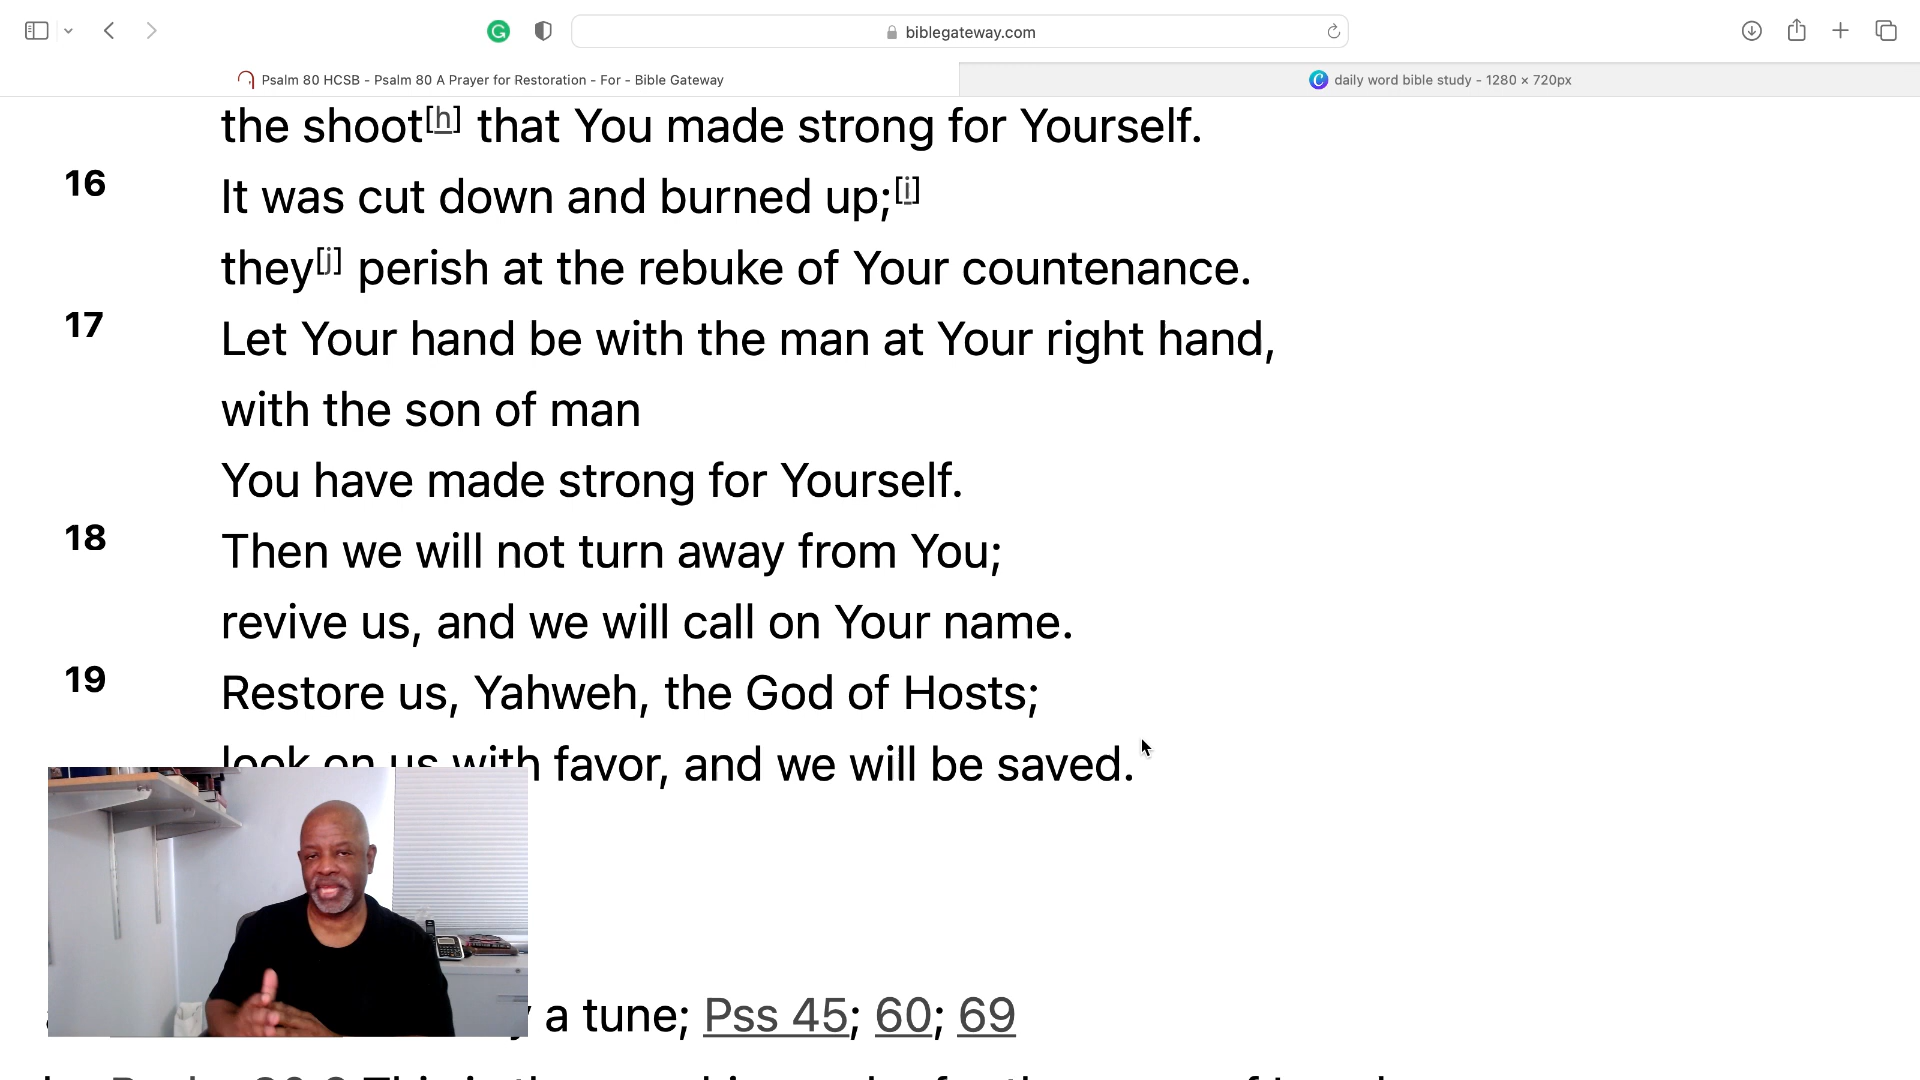 biblegateway.com
Psalm 80 HCSB - Psalm 80 A Prayer for Restoration - For - Bible Gateway
daily word bible study - 1280 × 720px
the shoot[h] that You made strong for Yourself.
16 It was cut down and burned up;[i]
they[j] perish at the rebuke of Your countenance.
17 Let Your hand be with the man at Your right hand,
with the son of man
You have made strong for Yourself.
18 Then we will not turn away from You;
revive us, and we will call on Your name.
19 Restore us, Yahweh, the God of Hosts;
look on us with favor, and we will be saved.
a tune; Pss 45; 60; 69